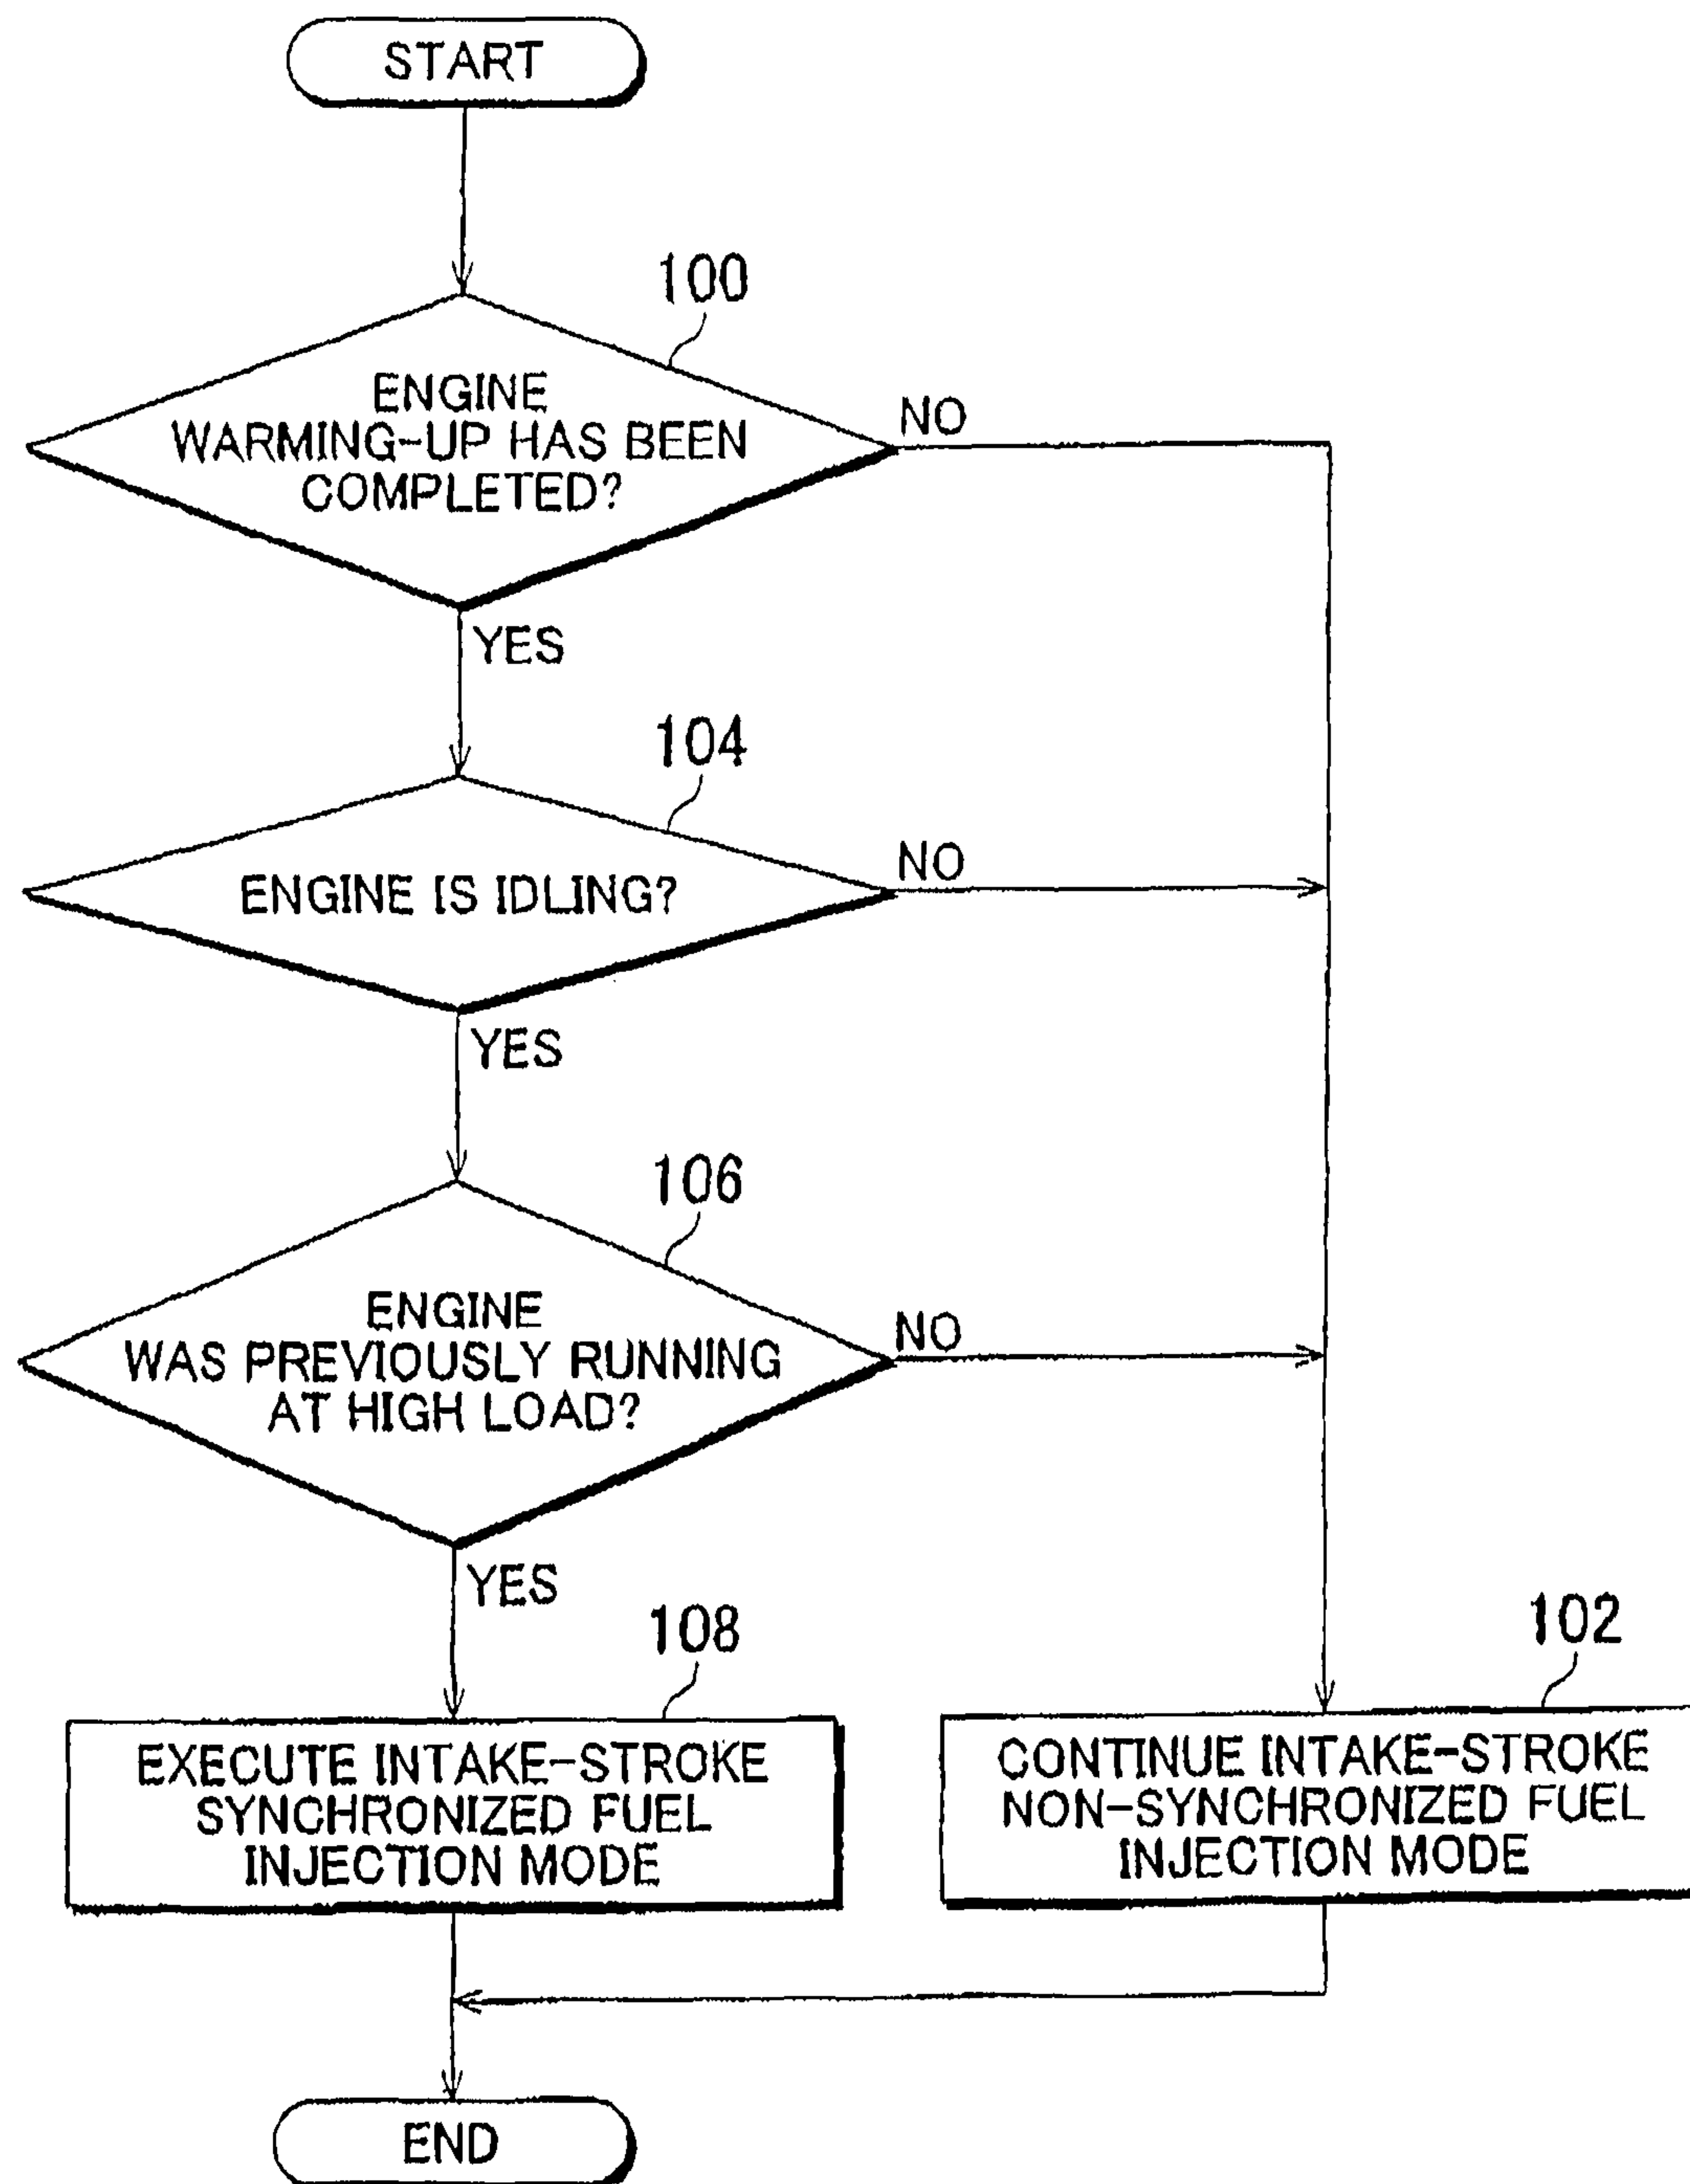 START
100
ENGINE
WARMING-UP HAS BEEN
COMPLETED?
NO
YES
104
ENGINE IS IDLING?
NO
YES
106
ENGINE
WAS PREVIOUSLY RUNNING
AT HIGH LOAD?
NO
YES
108
EXECUTE INTAKE-STROKE
SYNCHRONIZED FUEL
INJECTION MODE
102
CONTINUE INTAKE-STROKE
NON-SYNCHRONIZED FUEL
INJECTION MODE
END